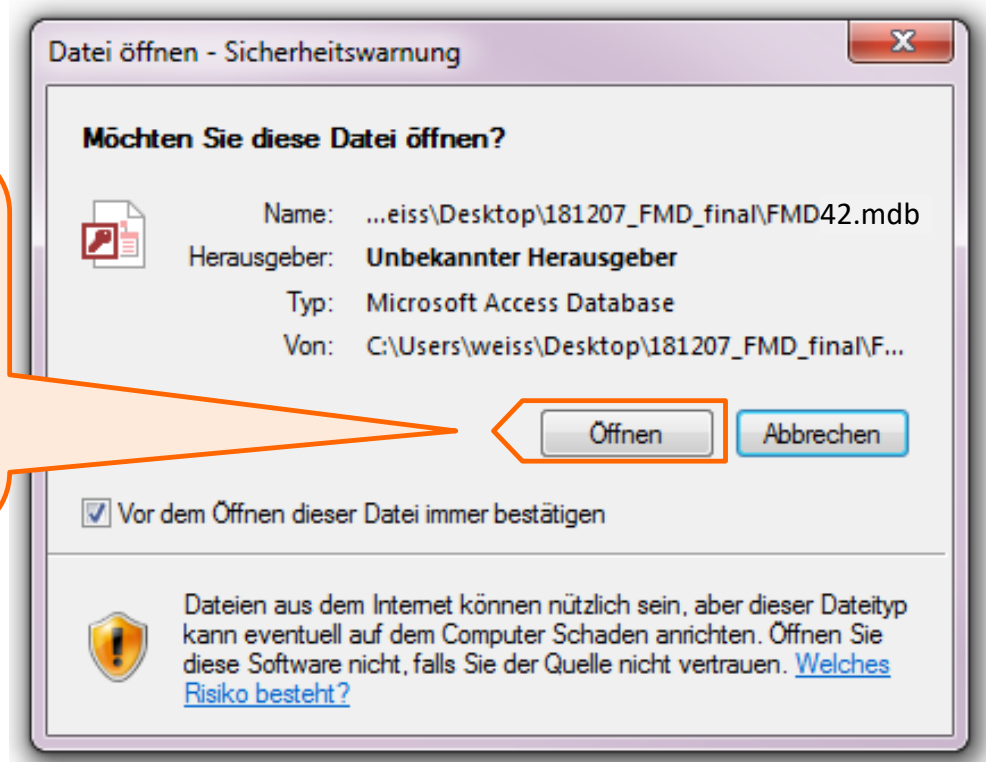 Datei öffnen - Sicherheitswarnung
Möchten Sie diese Datei öffnen?
Name: ...eiss\Desktop\181207_FMD_final\FMD42.mdb
Herausgeber: Unbekannter Herausgeber
Typ: Microsoft Access Database
Von: C:\Users\weiss\Desktop\181207_FMD_final\F...
Öffnen Abbrechen
Vor dem Öffnen dieser Datei immer bestätigen
Dateien aus dem Internet können nützlich sein, aber dieser Dateityp
kann eventuell auf dem Computer Schaden anrichten. Öffnen Sie
diese Software nicht, falls Sie der Quelle nicht vertrauen. Welches
Risiko besteht?